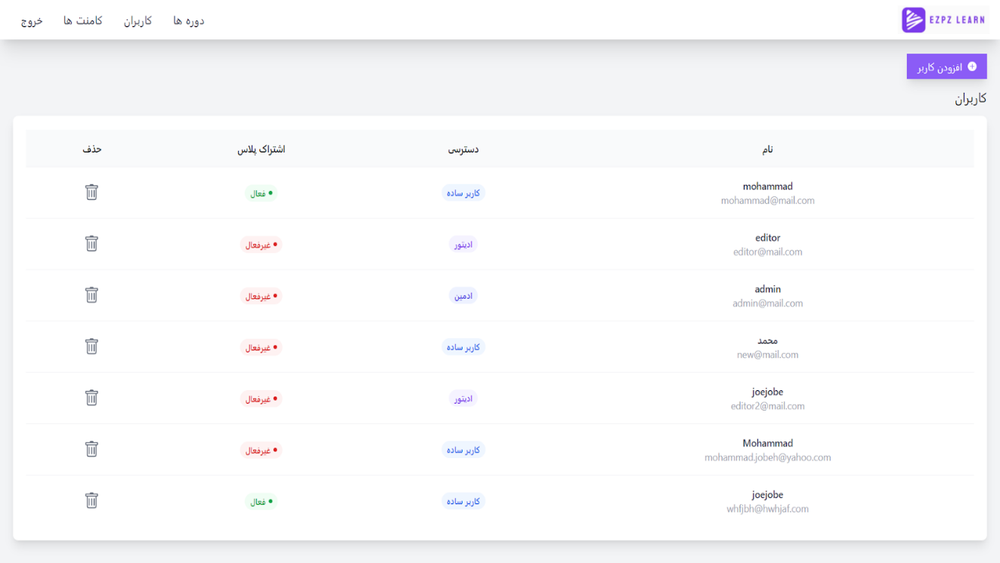 EZPZ LEARN
دوره ها کاربران کامنت ها خروج
افزودن کاربر
کاربران
نام دسترسی اشتراک پلاس حذف
mohammad
mohammad@mail.com
کاربر ساده فعال
editor
editor@mail.com
ادیتور غیرفعال
admin
admin@mail.com
ادمین غیرفعال
محمد
new@mail.com
کاربر ساده غیرفعال
joejobe
editor2@mail.com
ادیتور غیرفعال
Mohammad
mohammad.jobeh@yahoo.com
کاربر ساده غیرفعال
joejobe
whfjbh@hwhjaf.com
کاربر ساده فعال